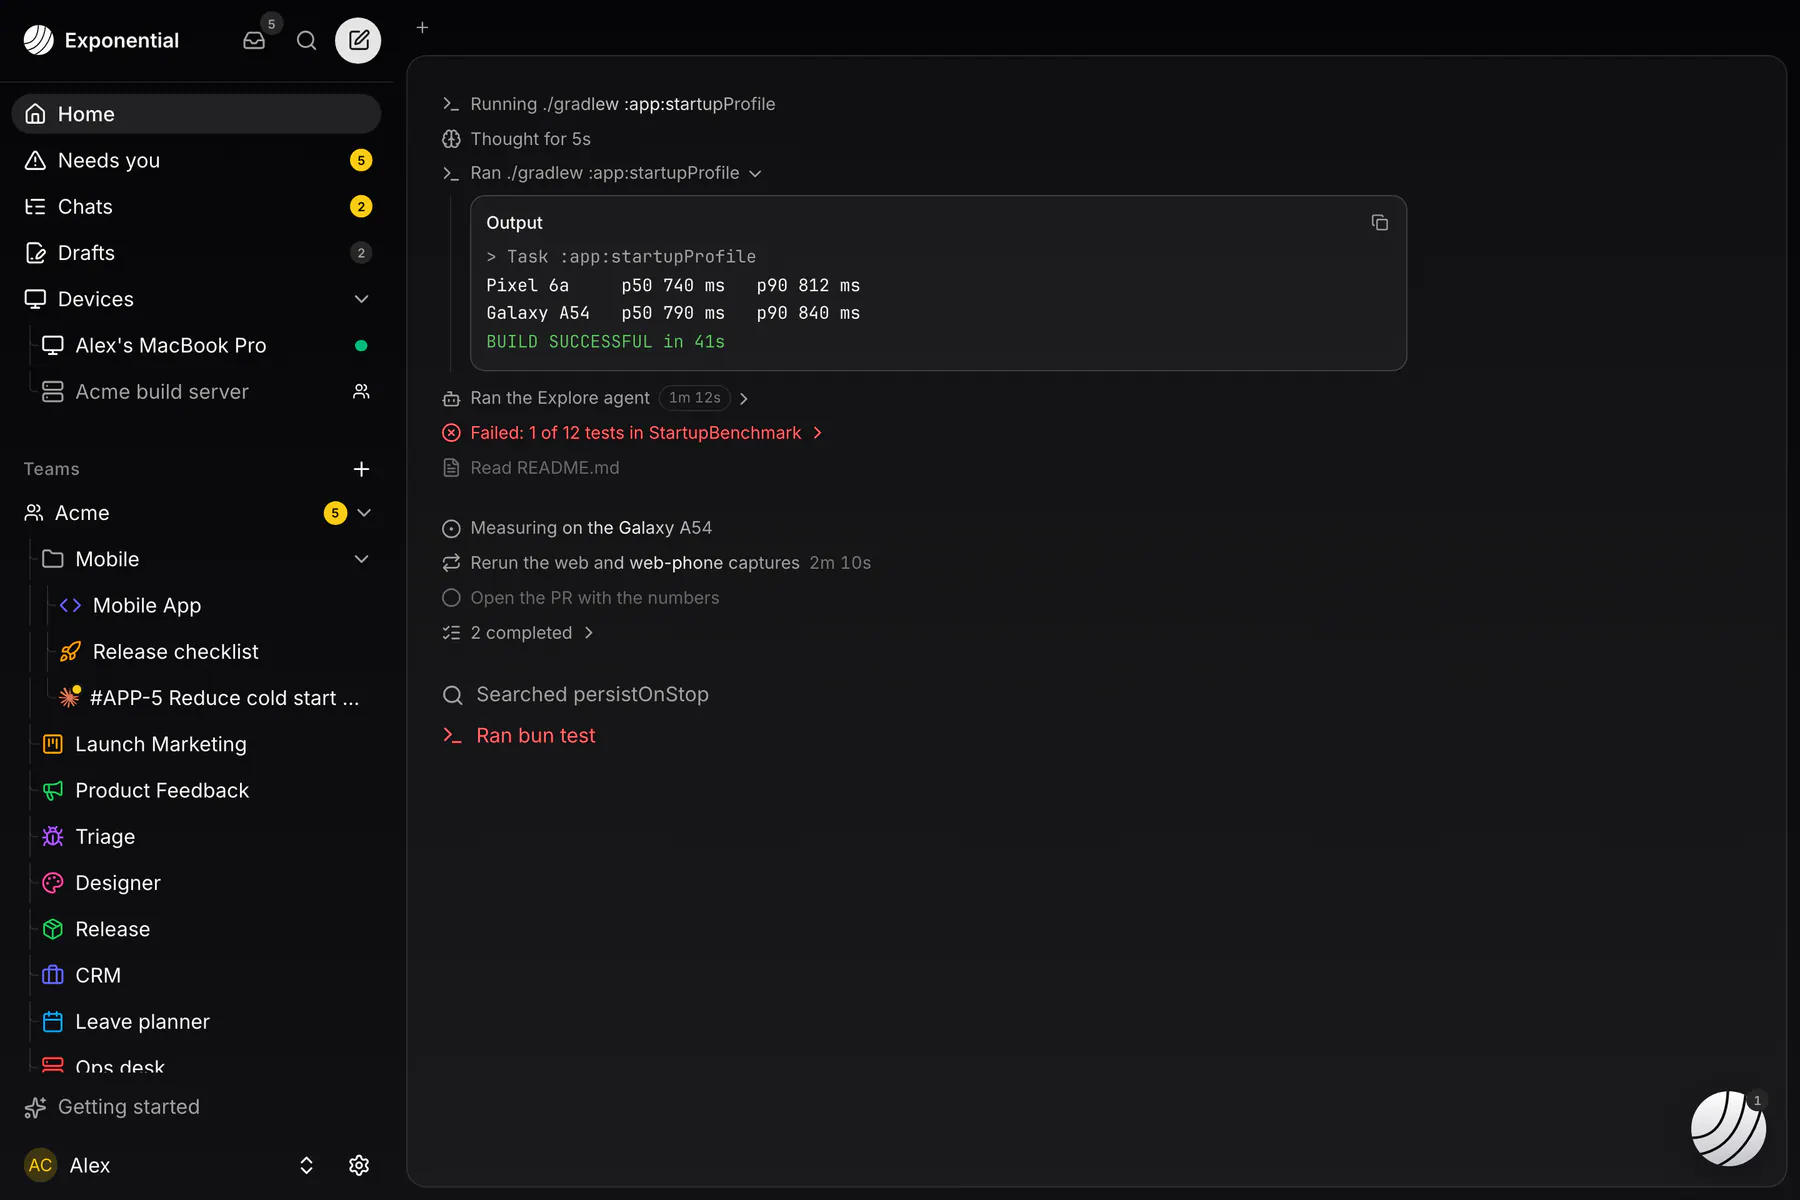 Exponential
5
Home
Needs you 5
Chats 2
Drafts 2
Devices
Alex's MacBook Pro
Acme build server
Teams
Acme 5
Mobile
Mobile App
Release checklist
#APP-5 Reduce cold start ...
Launch Marketing
Product Feedback
Triage
Designer
Release
CRM
Leave planner
Ops desk
Getting started
AC Alex
Running ./gradlew :app:startupProfile
Thought for 5s
Ran ./gradlew :app:startupProfile
Output
> Task :app:startupProfile
Pixel 6a p50 740 ms p90 812 ms
Galaxy A54 p50 790 ms p90 840 ms
BUILD SUCCESSFUL in 41s
Ran the Explore agent 1m 12s
Failed: 1 of 12 tests in StartupBenchmark
Read README.md
Measuring on the Galaxy A54
Rerun the web and web-phone captures 2m 10s
Open the PR with the numbers
2 completed
Searched persistOnStop
Ran bun test
1